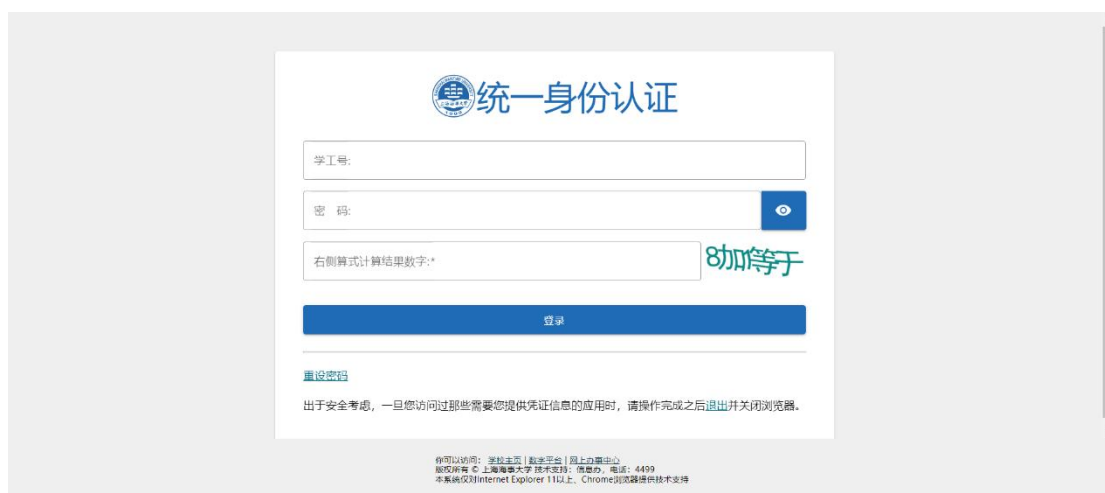 统一身份认证
学工号:
密 码:
右侧算式计算结果数字:*
登录
重设密码
出于安全考虑，一旦您访问过那些需要您提供凭证信息的应用时，请操作完成之后退出并关闭浏览器。
你可以访问: 学校主页 | 数字平台 | 网上办事中心
版权所有 © 上海海事大学 技术支持：信息办，电话：4499
本系统仅对Internet Explorer 11以上、Chrome浏览器提供技术支持